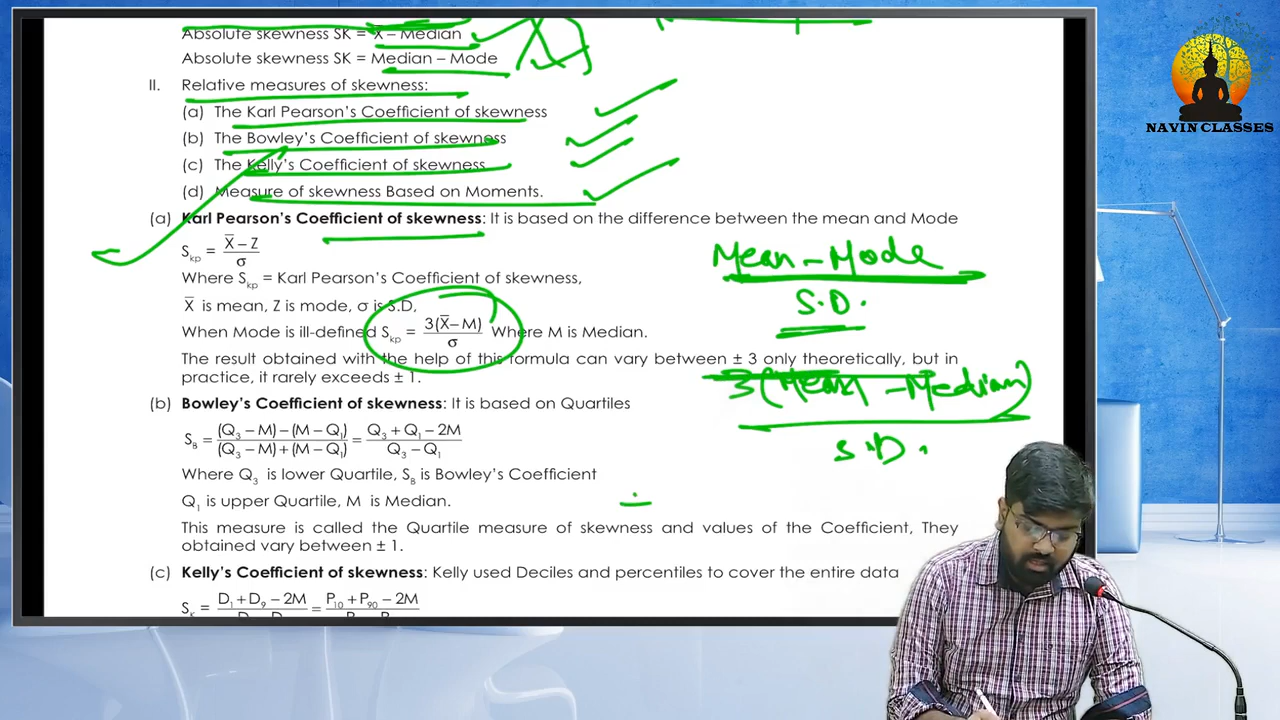 Absolute skewness SK = X̅ – Median
Absolute skewness SK = Median – Mode
II. Relative measures of skewness:
(a) The Karl Pearson's Coefficient of skewness
(b) The Bowley's Coefficient of skewness
(c) The Kelly's Coefficient of skewness
(d) Measure of skewness Based on Moments.
(a) Karl Pearson's Coefficient of skewness: It is based on the difference between the mean and Mode
Skp = X̅ – Z / σ
Where Skp = Karl Pearson's Coefficient of skewness,
X̅ is mean, Z is mode, σ is S.D,
When Mode is ill-defined Skp = 3(X̅ – M) / σ Where M is Median.
The result obtained with the help of this formula can vary between ± 3 only theoretically, but in
practice, it rarely exceeds ± 1.
(b) Bowley's Coefficient of skewness: It is based on Quartiles
SB = (Q3 – M) – (M – Q1) / (Q3 – M) + (M – Q1) = Q3 + Q1 – 2M / Q3 – Q1
Where Q3 is lower Quartile, SB is Bowley's Coefficient
Q1 is upper Quartile, M is Median.
This measure is called the Quartile measure of skewness and values of the Coefficient, They
obtained vary between ± 1.
(c) Kelly's Coefficient of skewness: Kelly used Deciles and percentiles to cover the entire data
SK = D1 + D9 – 2M = P10 + P90 – 2M
Mean – Mode
S.D.
3(Mean – Median)
S.D.
NAVIN CLASSES